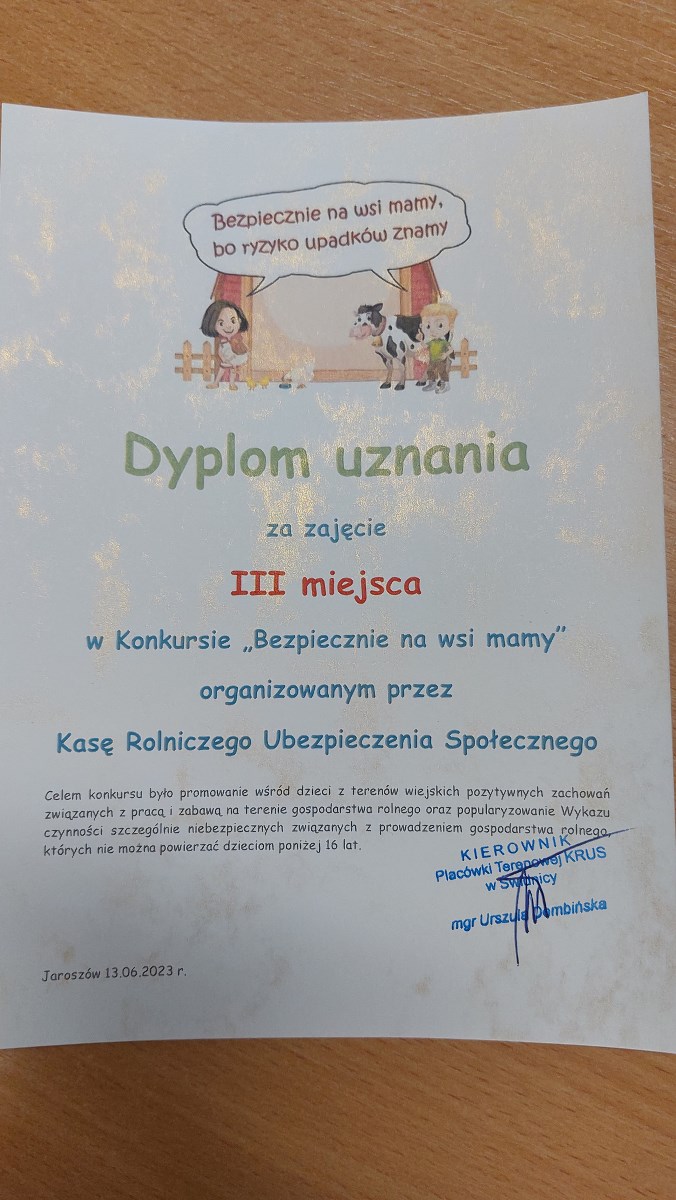 Bezpiecznie na wsi mamy,
bo ryzyko upadków znamy
Dyplom uznania
za zajęcie
III miejsca
w Konkursie „Bezpiecznie na wsi mamy”
organizowanym przez
Kasę Rolniczego Ubezpieczenia Społecznego
Celem konkursu było promowanie wśród dzieci z terenów wiejskich pozytywnych zachowań
związanych z pracą i zabawą na terenie gospodarstwa rolnego oraz popularyzowanie Wykazu
czynności szczególnie niebezpiecznych związanych z prowadzeniem gospodarstwa rolnego,
których nie można powierzać dzieciom poniżej 16 lat.
KIEROWNIK
Placówki Terenowej KRUS
w Świdnicy
mgr Urszula Dombińska
Jaroszów 13.06.2023 r.